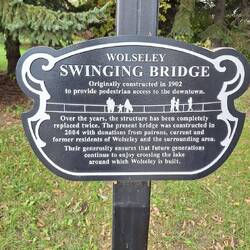 WOLSELEY
SWINGING BRIDGE
Originally constructed in 1902
to provide pedestrian access to the downtown.
Over the years, the structure has been completely
replaced twice. The present bridge was constructed in
2004 with donations from patrons, current and
former residents of Wolseley and the surrounding area.
Their generosity ensures that future generations
continue to enjoy crossing the lake
around which Wolseley is built.